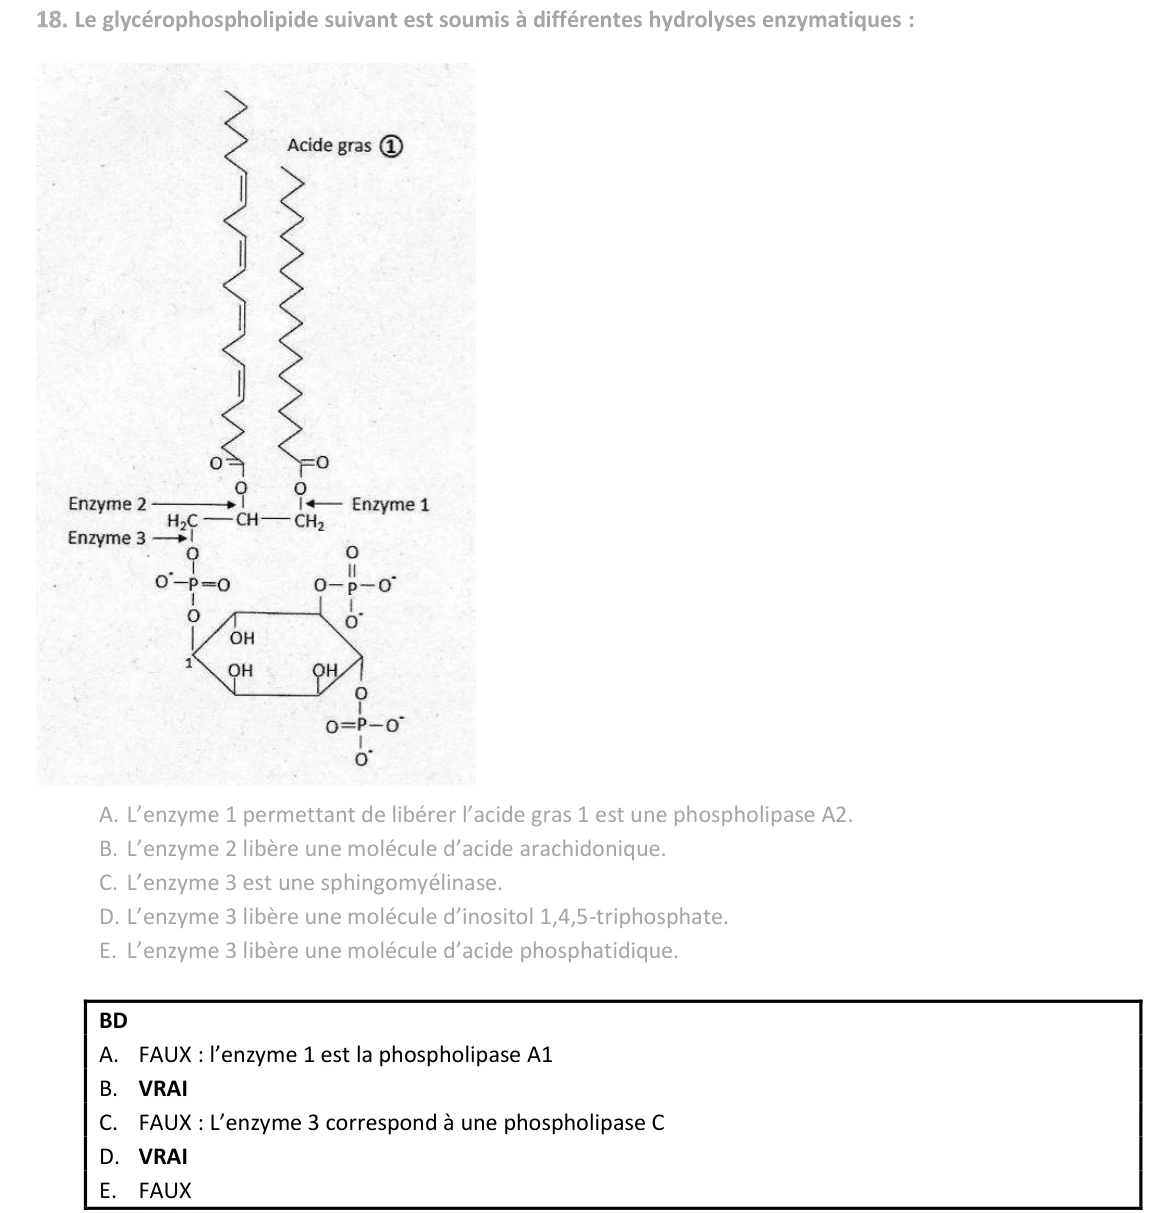 18. Le glycérophospholipide suivant est soumis à différentes hydrolyses enzymatiques :
Acide gras ①
O
O
O
O
Enzyme 2
Enzyme 1
H₂C — CH — CH₂
Enzyme 3
O
O
O⁻—P=O
O—P—O⁻
O
O⁻
OH
1
OH
OH
O
O=P—O⁻
O⁻
A. L’enzyme 1 permettant de libérer l’acide gras 1 est une phospholipase A2.
B. L’enzyme 2 libère une molécule d’acide arachidonique.
C. L’enzyme 3 est une sphingomyélinase.
D. L’enzyme 3 libère une molécule d’inositol 1,4,5-triphosphate.
E. L’enzyme 3 libère une molécule d’acide phosphatidique.
BD
A. FAUX : l’enzyme 1 est la phospholipase A1
B. VRAI
C. FAUX : L’enzyme 3 correspond à une phospholipase C
D. VRAI
E. FAUX